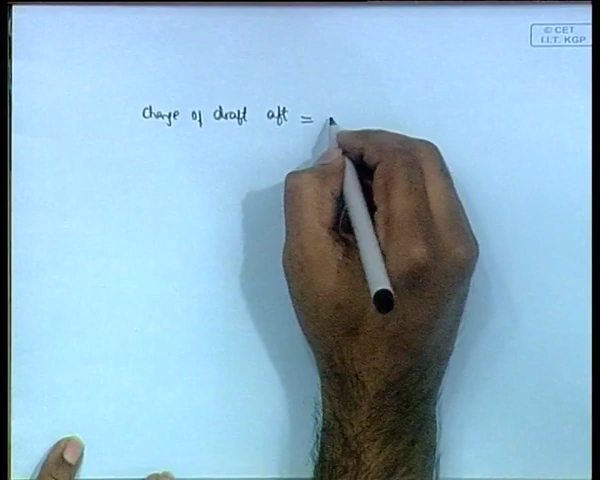 © CET
I.I.T. KGP
Change of draft aft =